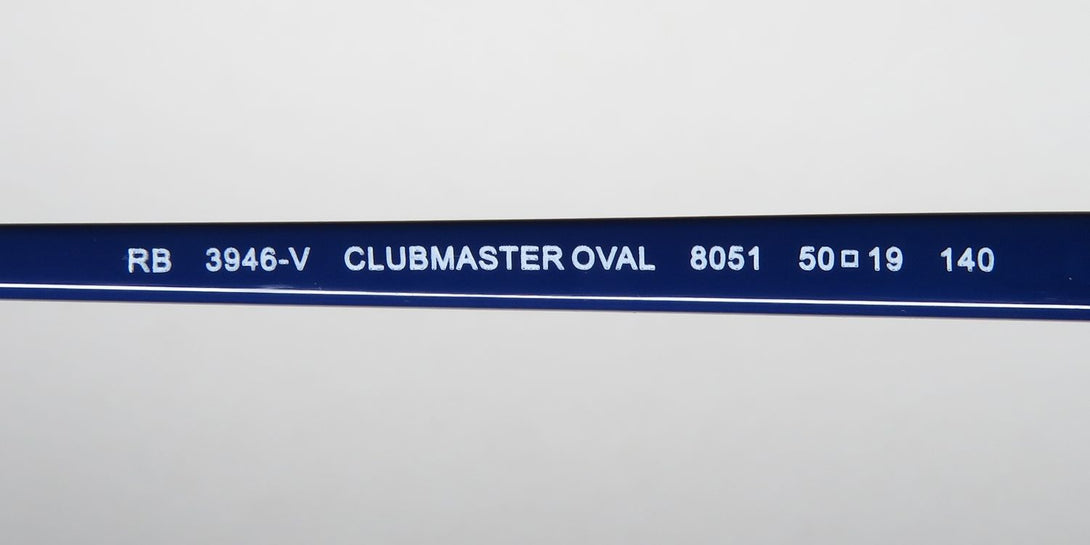 RB 3946-V CLUBMASTER OVAL 8051 50□19 140